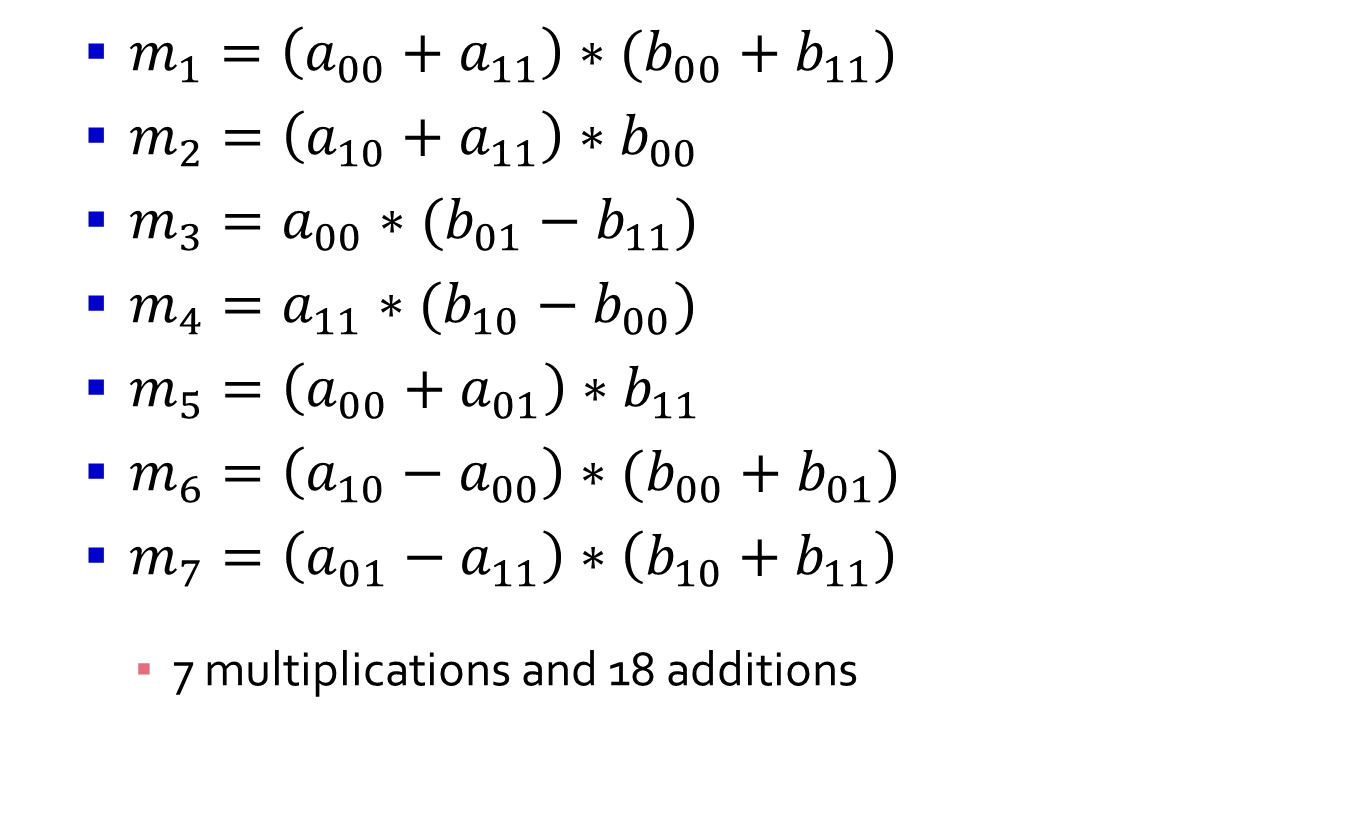 ▪ m₁ = (a₀₀ + a₁₁) ∗ (b₀₀ + b₁₁)
▪ m₂ = (a₁₀ + a₁₁) ∗ b₀₀
▪ m₃ = a₀₀ ∗ (b₀₁ − b₁₁)
▪ m₄ = a₁₁ ∗ (b₁₀ − b₀₀)
▪ m₅ = (a₀₀ + a₀₁) ∗ b₁₁
▪ m₆ = (a₁₀ − a₀₀) ∗ (b₀₀ + b₀₁)
▪ m₇ = (a₀₁ − a₁₁) ∗ (b₁₀ + b₁₁)
▪ 7 multiplications and 18 additions